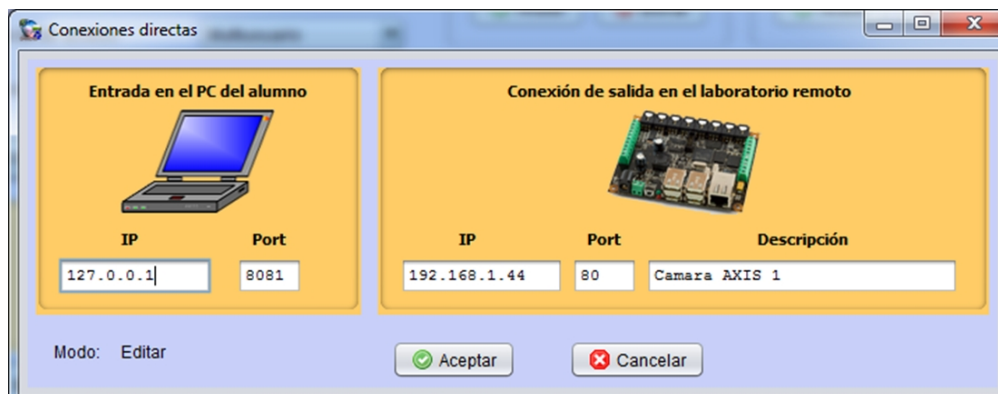 Conexiones directas
Entrada en el PC del alumno
IP Port
127.0.0.1 8081
Conexión de salida en el laboratorio remoto
IP Port Descripción
192.168.1.44 80 Camara AXIS 1
Modo: Editar
Aceptar Cancelar